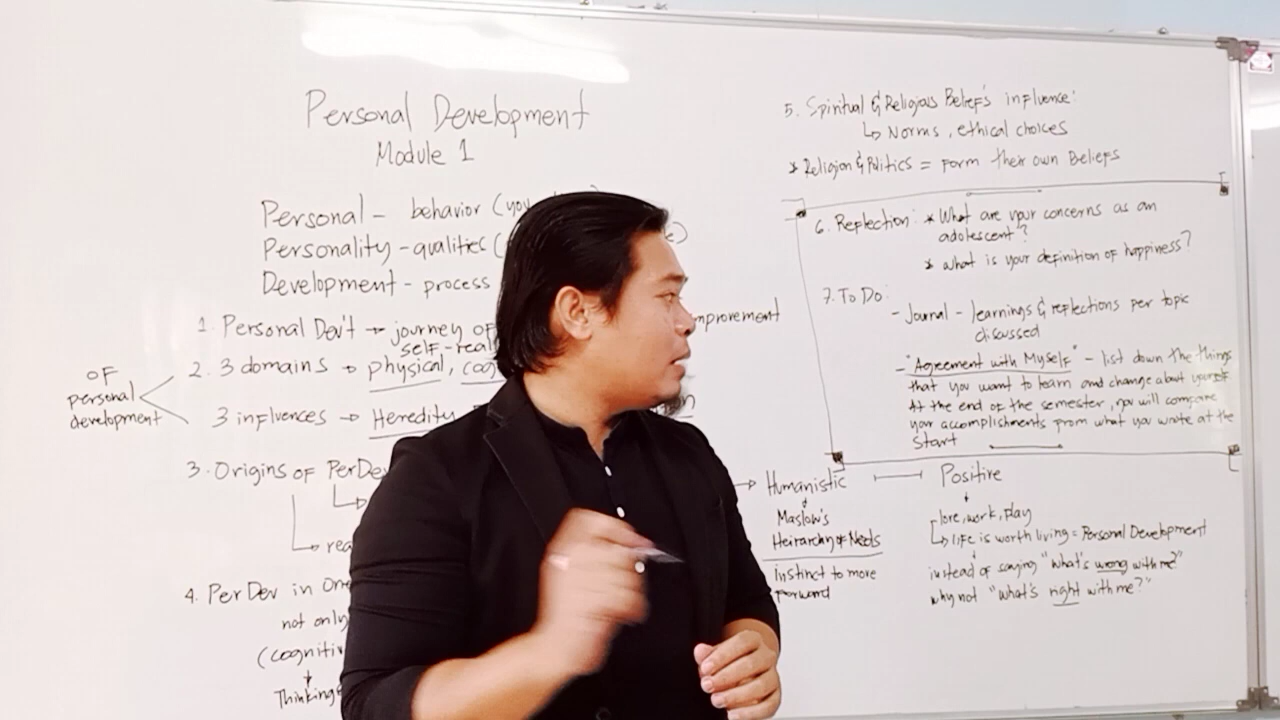 Personal Development
Module 1
Personal - behavior (you
Personality - qualities (
Development - process
1. Personal Dev't → journey of
self-real
improvement
of
personal
development
2. 3 domains → physical, cog
3 influences → Heredity
3. Origins of PerDev
→ rea
4. PerDev in One
not only
(cognitiv
Thinking
5. Spiritual & Religious Beliefs influence:
↳ Norms, ethical choices
* Religion & Politics = form their own Beliefs
6. Reflection: * What are your concerns as an
adolescent?
* what is your definition of happiness?
7. To Do:
- Journal - learnings & reflections per topic
discussed
- "Agreement with Myself" - list down the things
that you want to learn and change about yourself
At the end of the semester, you will compare
your accomplishments from what you wrote at the
start
→ Humanistic — Positive
Maslow's
Heirarchy of Needs
instinct to more
forward
love, work, play
↳ life is worth living = Personal Development
instead of saying "what's wrong with me?"
why not "what's right with me?"